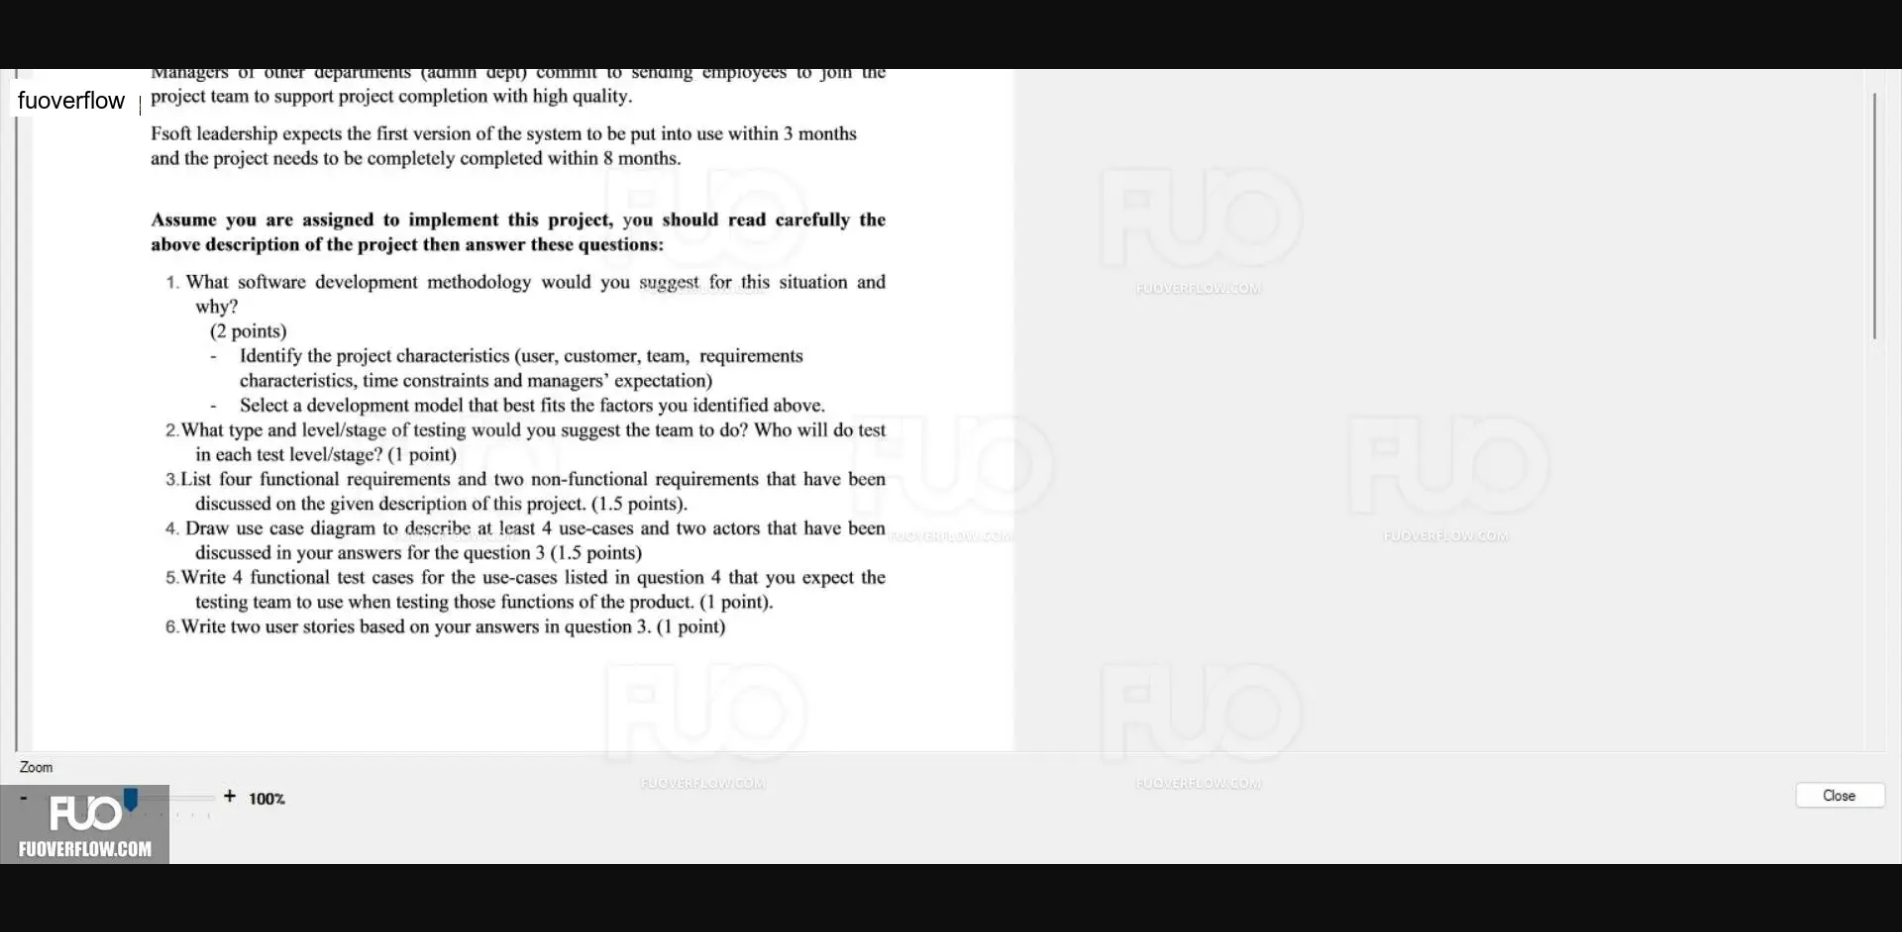 Managers of other departments (admin dept) commit to sending employees to join the
fuoverflow
project team to support project completion with high quality.
Fsoft leadership expects the first version of the system to be put into use within 3 months
and the project needs to be completely completed within 8 months.
Assume you are assigned to implement this project, you should read carefully the
above description of the project then answer these questions:
1. What software development methodology would you suggest for this situation and
why?
(2 points)
- Identify the project characteristics (user, customer, team, requirements
characteristics, time constraints and managers' expectation)
- Select a development model that best fits the factors you identified above.
2.What type and level/stage of testing would you suggest the team to do? Who will do test
in each test level/stage? (1 point)
3.List four functional requirements and two non-functional requirements that have been
discussed on the given description of this project. (1.5 points).
4. Draw use case diagram to describe at least 4 use-cases and two actors that have been
discussed in your answers for the question 3 (1.5 points)
5.Write 4 functional test cases for the use-cases listed in question 4 that you expect the
testing team to use when testing those functions of the product. (1 point).
6.Write two user stories based on your answers in question 3. (1 point)
FUO
FUOVERFLOW.COM
FUO
FUOVERFLOW.COM
FUO
FUOVERFLOW.COM
FUO
FUOVERFLOW.COM
FUO
FUOVERFLOW.COM
Zoom
- + 100%
Close
FUO
FUOVERFLOW.COM